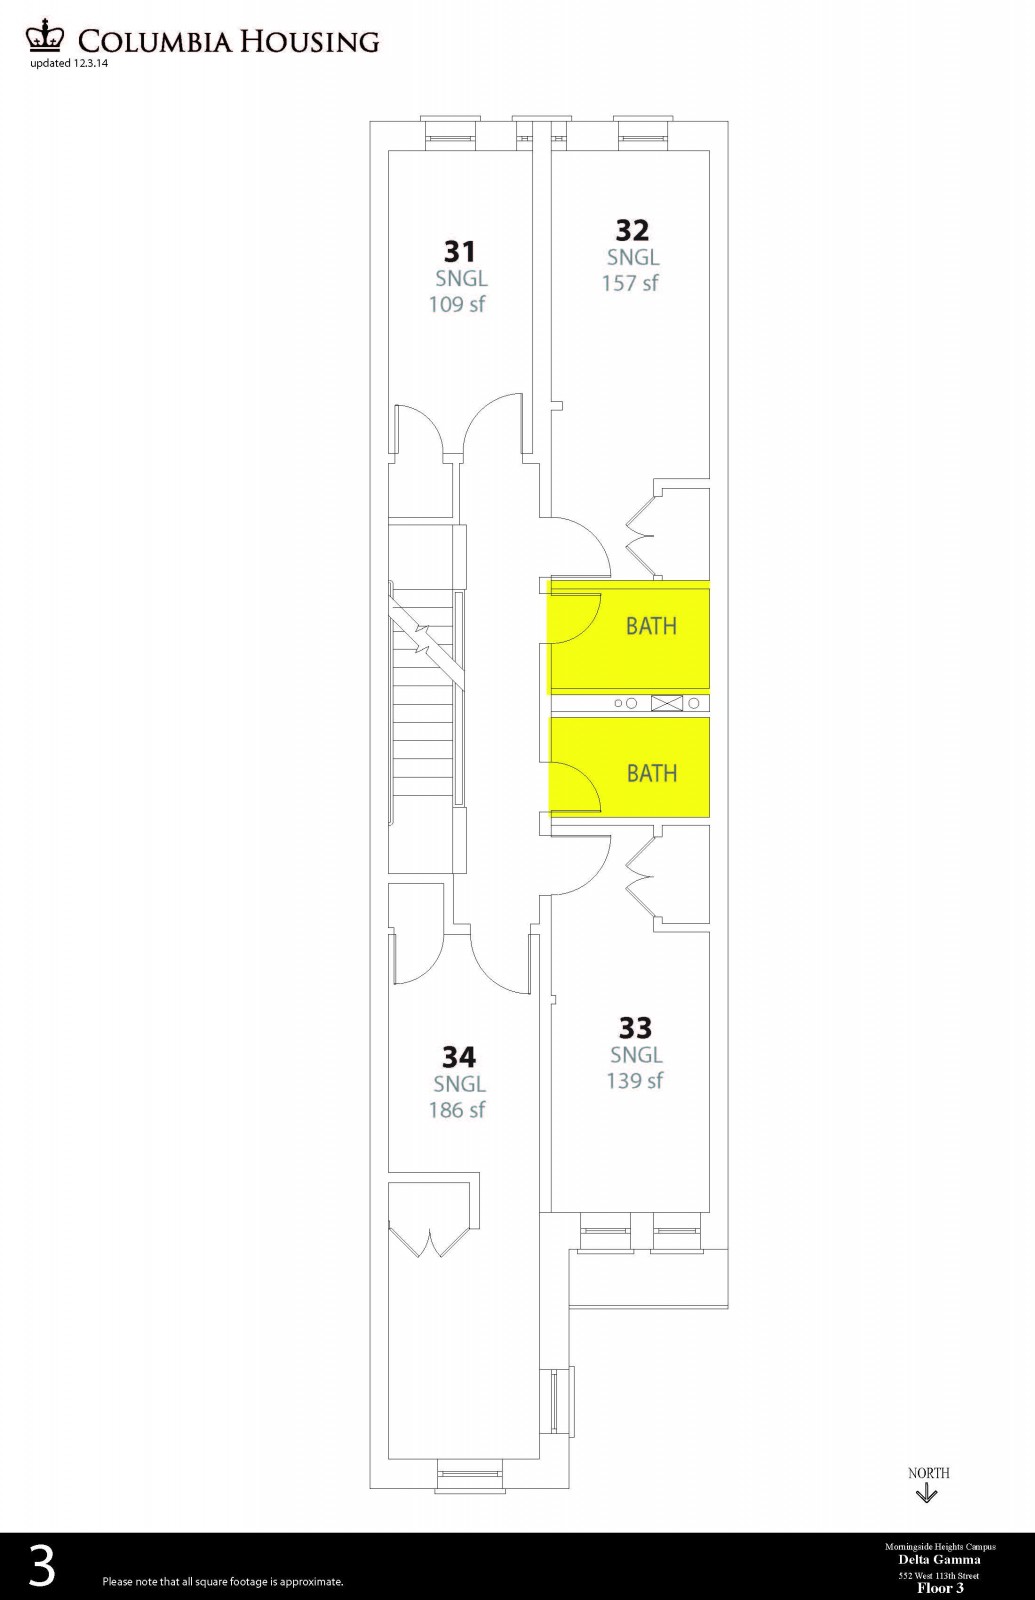 COLUMBIA HOUSING
updated 12.3.14
31
SNGL
109 sf
32
SNGL
157 sf
BATH
BATH
33
SNGL
139 sf
34
SNGL
186 sf
NORTH
3
Please note that all square footage is approximate.
Morningside Heights Campus
Delta Gamma
552 West 113th Street
Floor 3